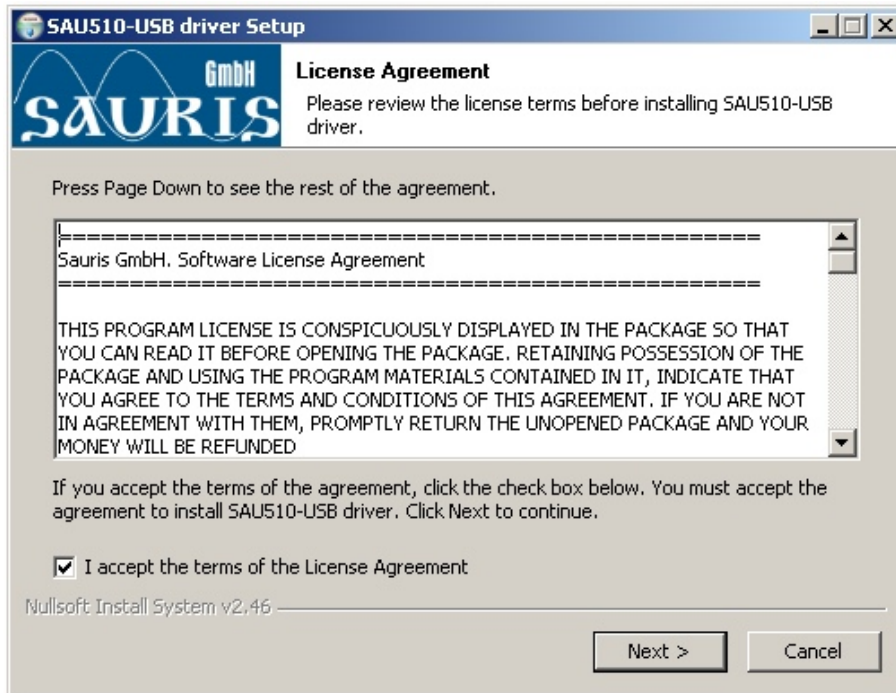 SAU510-USB driver Setup
GmbH
SAURIS
License Agreement
Please review the license terms before installing SAU510-USB
driver.
Press Page Down to see the rest of the agreement.
=================================================
Sauris GmbH. Software License Agreement
=================================================
THIS PROGRAM LICENSE IS CONSPICUOUSLY DISPLAYED IN THE PACKAGE SO THAT
YOU CAN READ IT BEFORE OPENING THE PACKAGE. RETAINING POSSESSION OF THE
PACKAGE AND USING THE PROGRAM MATERIALS CONTAINED IN IT, INDICATE THAT
YOU AGREE TO THE TERMS AND CONDITIONS OF THIS AGREEMENT. IF YOU ARE NOT
IN AGREEMENT WITH THEM, PROMPTLY RETURN THE UNOPENED PACKAGE AND YOUR
MONEY WILL BE REFUNDED
If you accept the terms of the agreement, click the check box below. You must accept the
agreement to install SAU510-USB driver. Click Next to continue.
I accept the terms of the License Agreement
Nullsoft Install System v2.46
Next >
Cancel